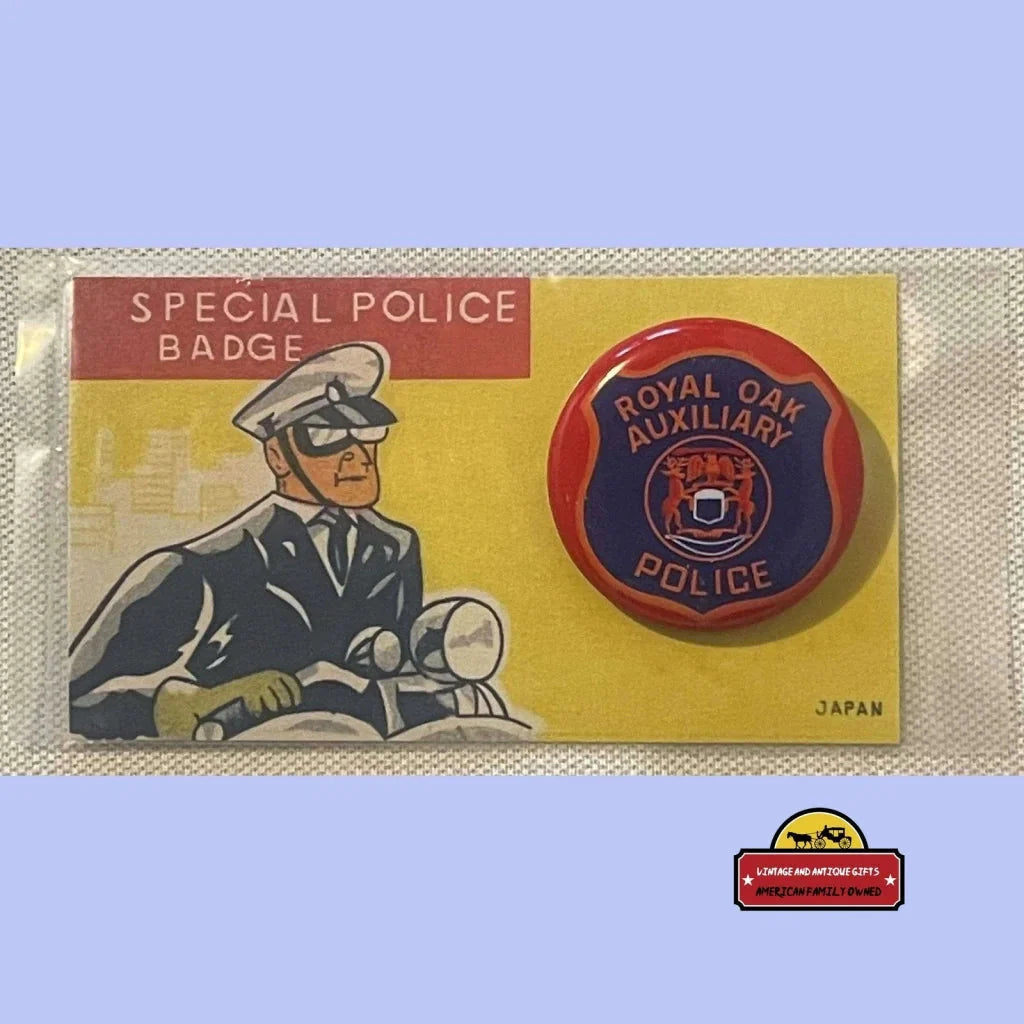 SPECIAL POLICE
BADGE
ROYAL OAK
AUXILIARY
POLICE
JAPAN
VINTAGE AND ANTIQUE GIFTS
AMERICAN FAMILY OWNED